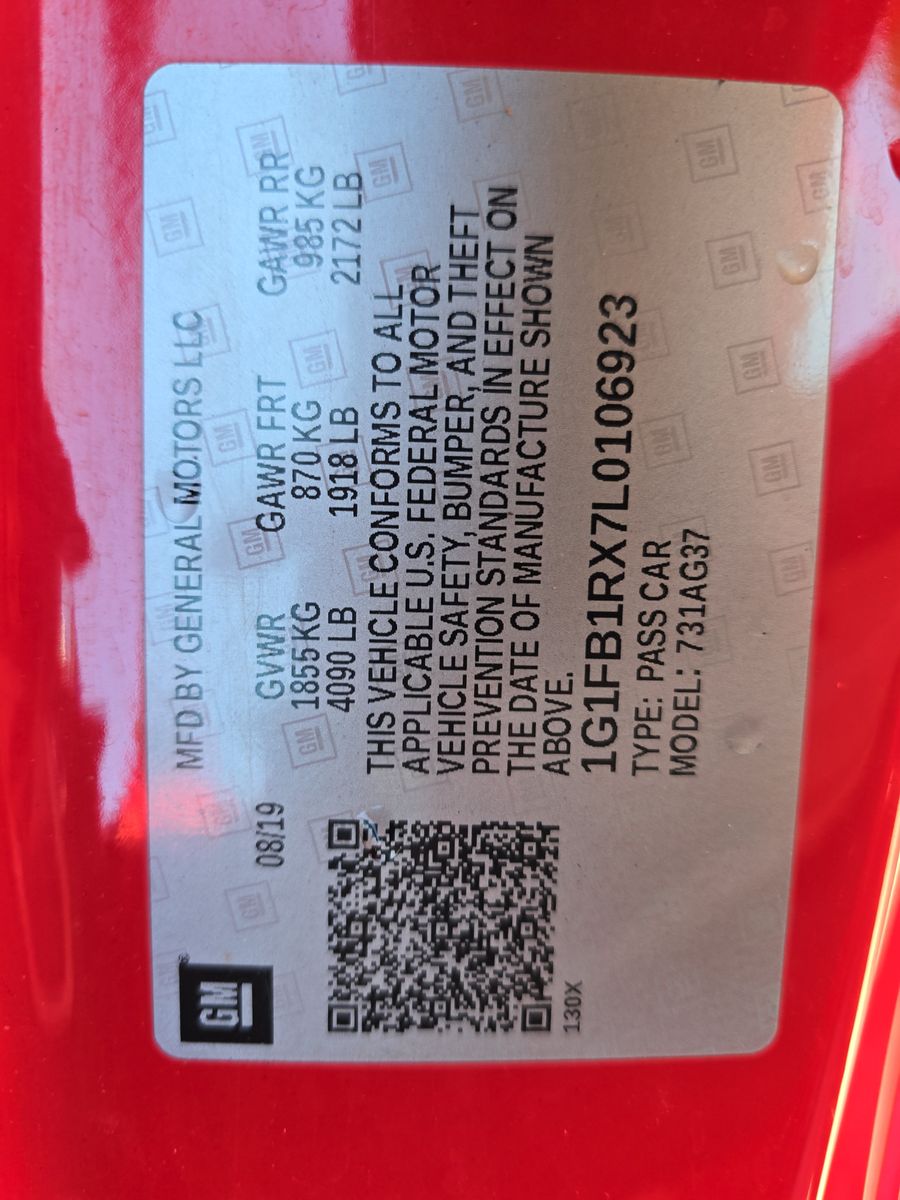 GM
MFD BY GENERAL MOTORS LLC
08/19
GVWR GAWR FRT GAWR RR
1855 KG 870 KG 985 KG
4090 LB 1918 LB 2172 LB
THIS VEHICLE CONFORMS TO ALL
APPLICABLE U.S. FEDERAL MOTOR
VEHICLE SAFETY, BUMPER, AND THEFT
PREVENTION STANDARDS IN EFFECT ON
THE DATE OF MANUFACTURE SHOWN
ABOVE.
1G1FB1RX7L0106923
TYPE: PASS CAR
MODEL: 731AG37
130X